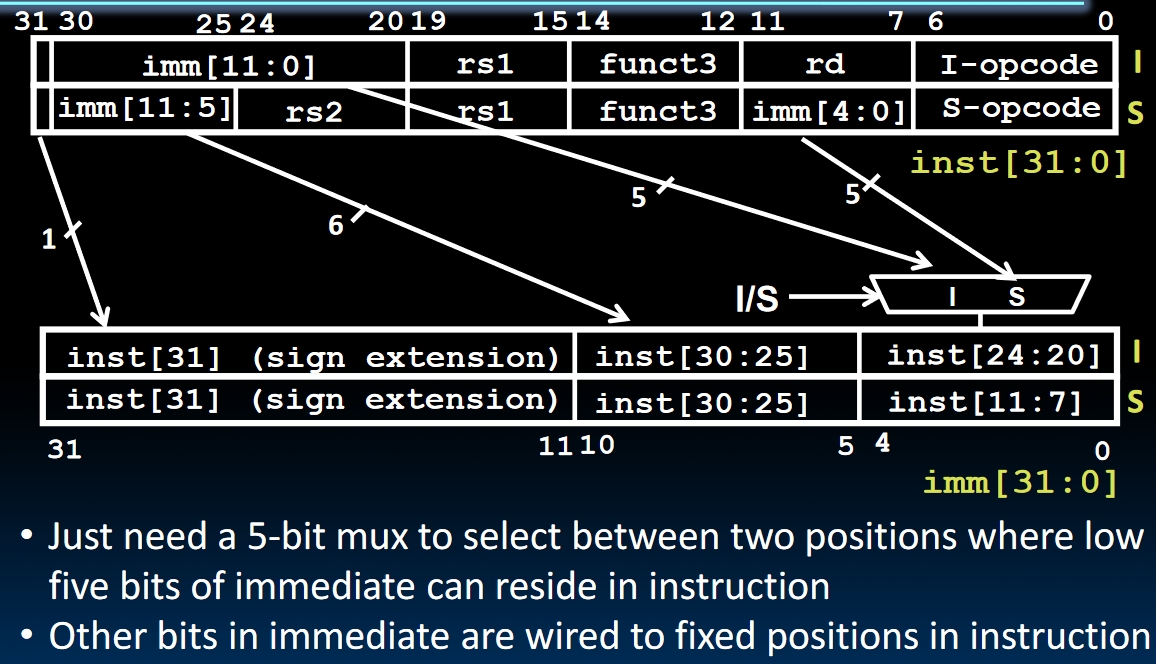 31 30 25 24 20 19 15 14 12 11 7 6 0
imm[11:0] rs1 funct3 rd I-opcode I
imm[11:5] rs2 rs1 funct3 imm[4:0] S-opcode S
inst[31:0]
1 6 5 5
I/S I S
inst[31] (sign extension) inst[30:25] inst[24:20] I
inst[31] (sign extension) inst[30:25] inst[11:7] S
31 11 10 5 4 0
imm[31:0]
• Just need a 5-bit mux to select between two positions where low
five bits of immediate can reside in instruction
• Other bits in immediate are wired to fixed positions in instruction